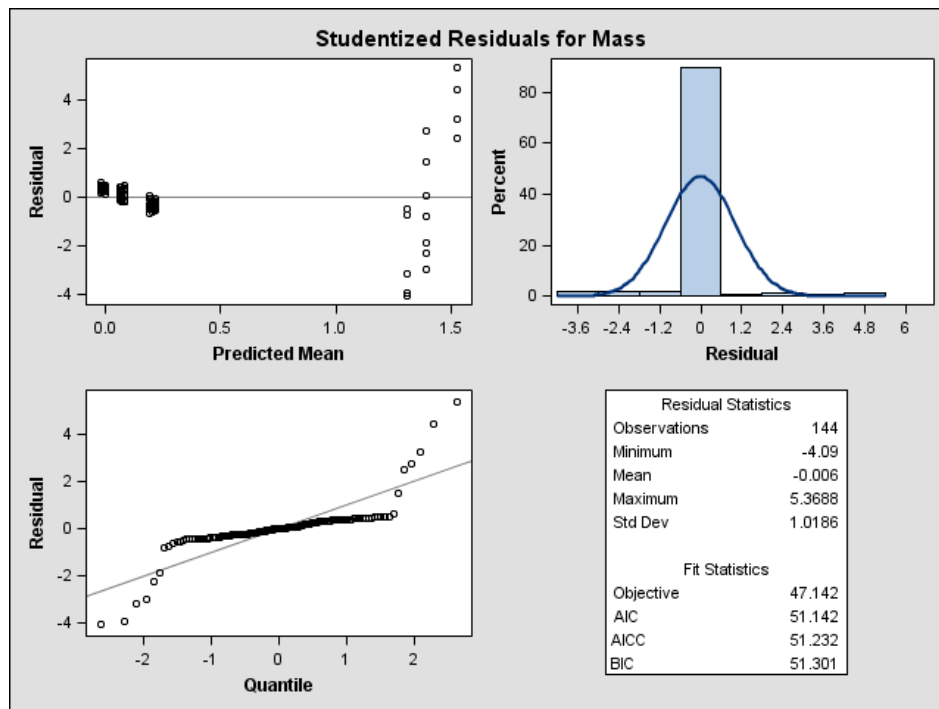 Studentized Residuals for Mass
Residual
4
2
0
-2
-4
0.0 0.5 1.0 1.5
Predicted Mean
Percent
80
60
40
20
0
-3.6 -2.4 -1.2 0 1.2 2.4 3.6 4.8 6
Residual
Residual
4
2
0
-2
-4
-2 -1 0 1 2
Quantile
Residual Statistics
Observations 144
Minimum -4.09
Mean -0.006
Maximum 5.3688
Std Dev 1.0186
Fit Statistics
Objective 47.142
AIC 51.142
AICC 51.232
BIC 51.301